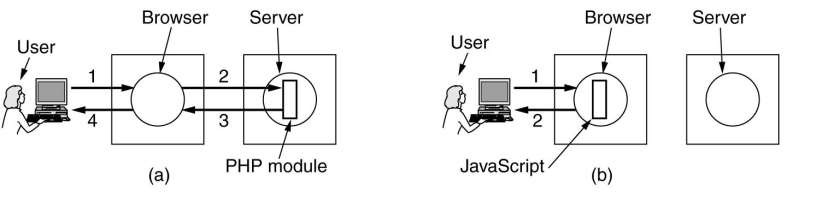 Browser
Server
User
1
2
4
3
PHP module
(a)
Browser
Server
User
1
2
JavaScript
(b)